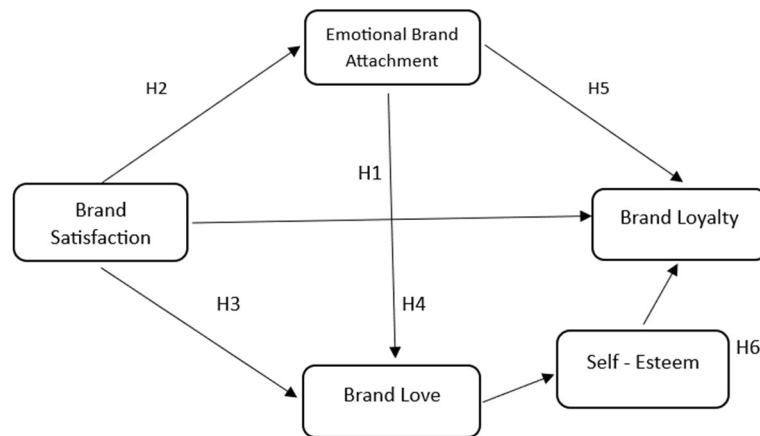 Emotional Brand
Attachment
H2
H5
H1
Brand
Satisfaction
Brand Loyalty
H3
H4
H6
Self - Esteem
Brand Love